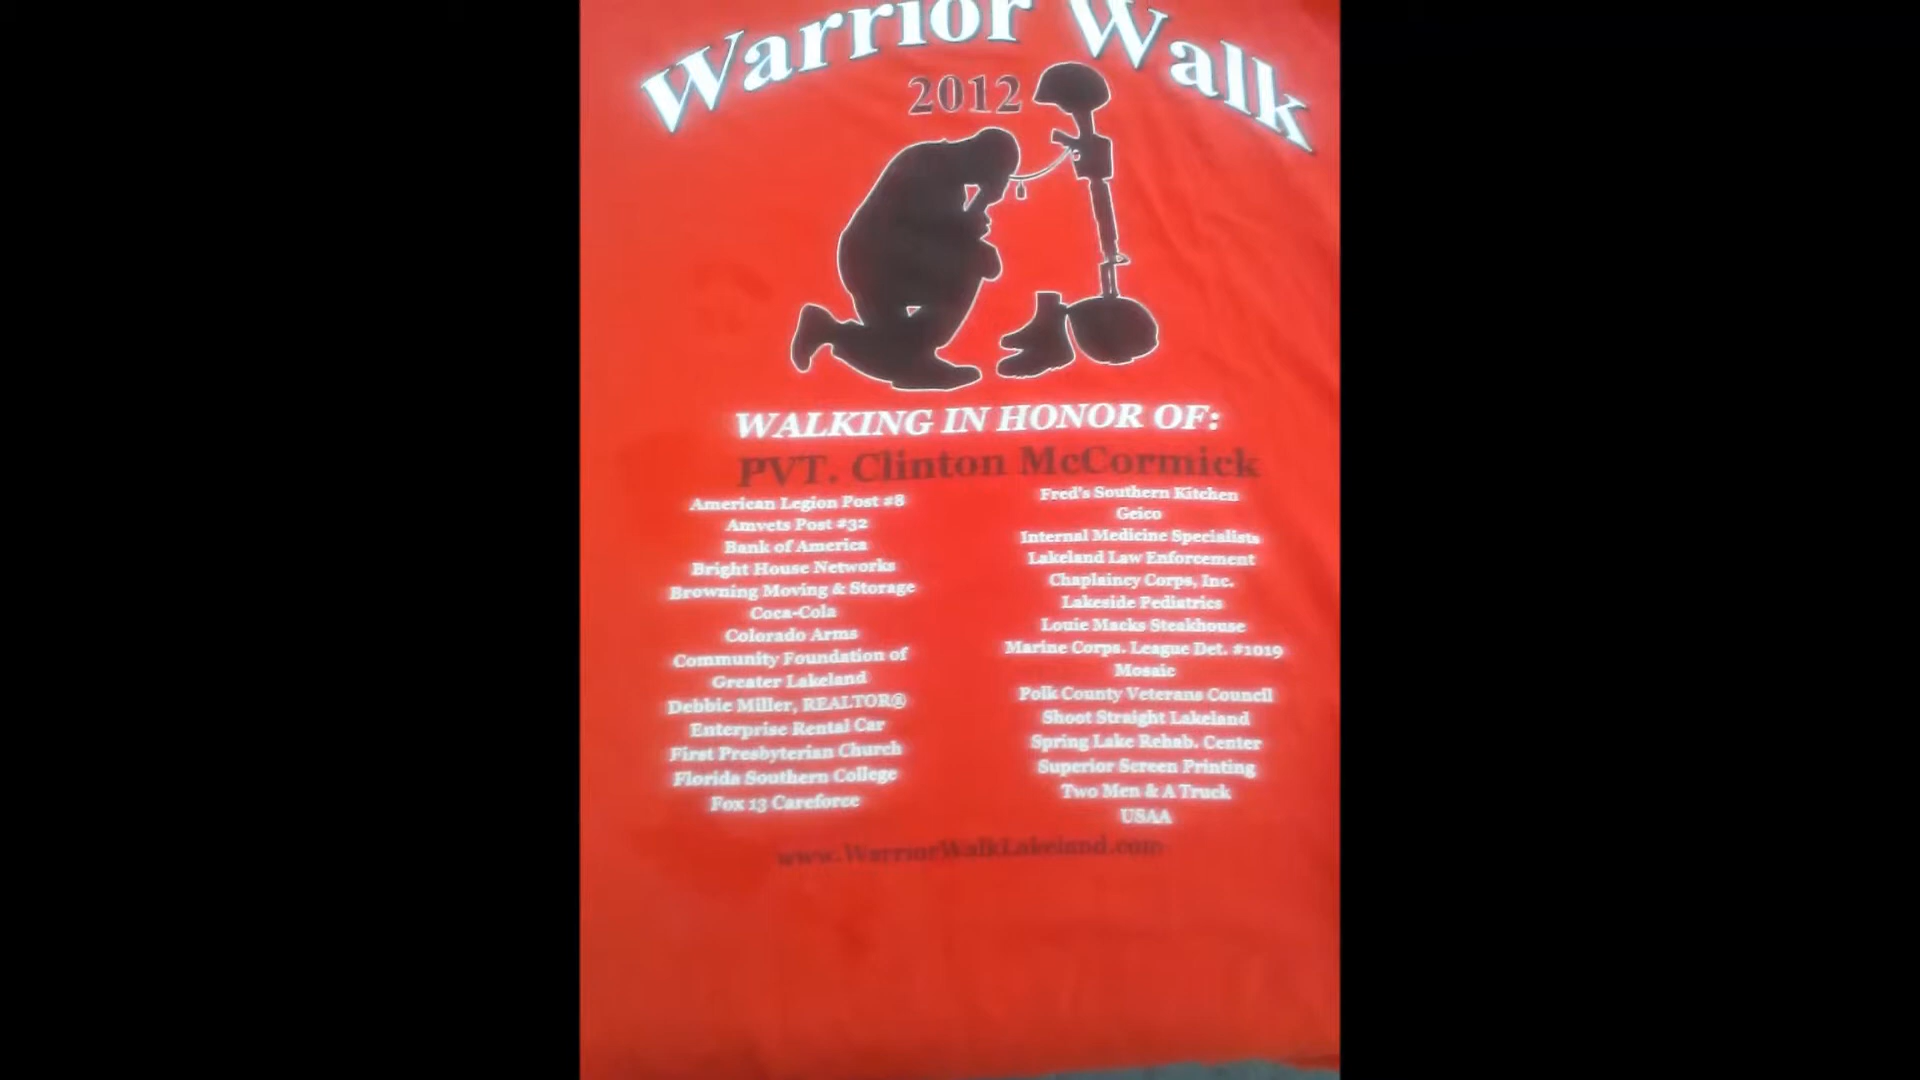 Warrior Walk
2012
WALKING IN HONOR OF:
PVT. Clinton McCormick
American Legion Post #8
Amvets Post #32
Bank of America
Bright House Networks
Browning Moving & Storage
Coca-Cola
Colorado Arms
Community Foundation of
Greater Lakeland
Debbie Miller, REALTOR®
Enterprise Rental Car
First Presbyterian Church
Florida Southern College
Fox 13 Careforce
Fred's Southern Kitchen
Geico
Internal Medicine Specialists
Lakeland Law Enforcement
Chaplaincy Corps, Inc.
Lakeside Pediatrics
Louie Macks Steakhouse
Marine Corps. League Det. #1019
Mosaic
Polk County Veterans Council
Shoot Straight Lakeland
Spring Lake Rehab. Center
Superior Screen Printing
Two Men & A Truck
USAA
www.WarriorWalkLakeland.com